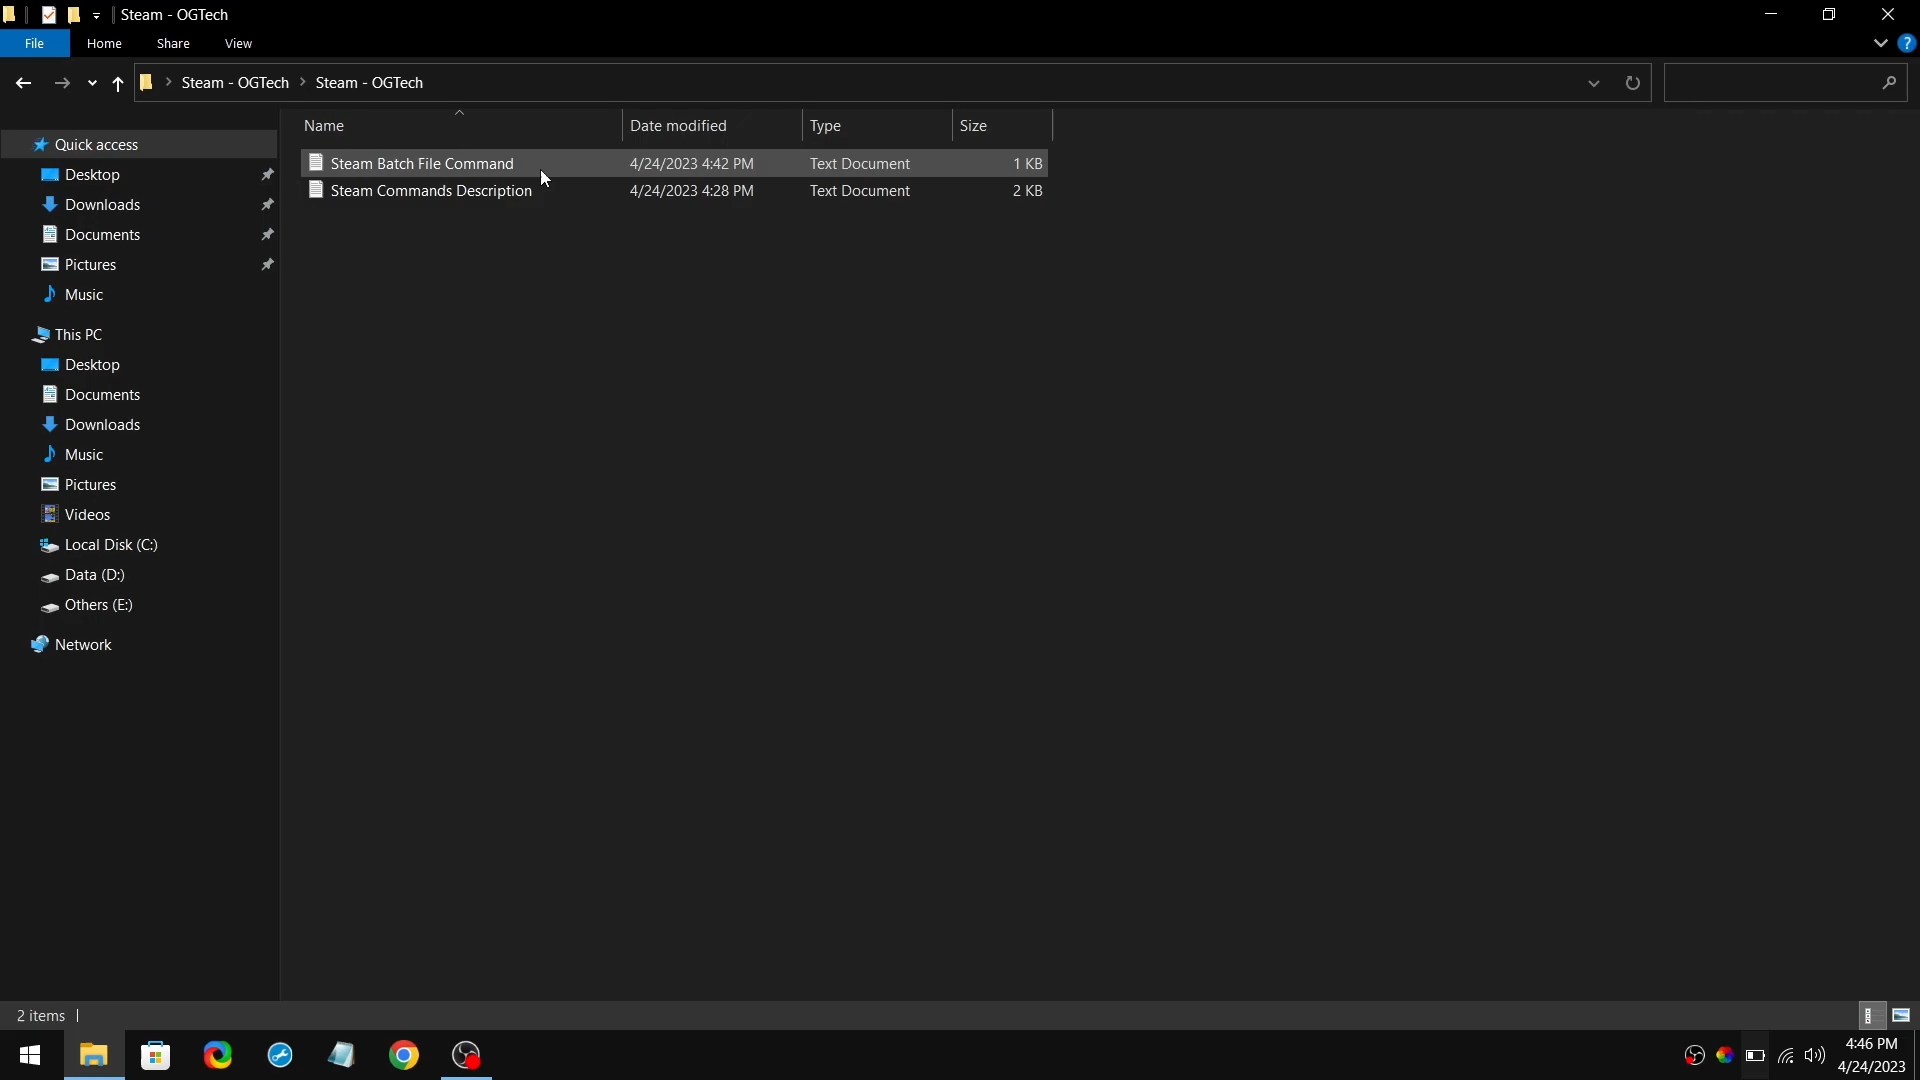 Steam - OGTech
File Home Share View
Steam - OGTech Steam - OGTech
Name Date modified Type Size
Steam Batch File Command 4/24/2023 4:42 PM Text Document 1 KB
Steam Commands Description 4/24/2023 4:28 PM Text Document 2 KB
Quick access
Desktop
Downloads
Documents
Pictures
Music
This PC
Desktop
Documents
Downloads
Music
Pictures
Videos
Local Disk (C:)
Data (D:)
Others (E:)
Network
2 items
4:46 PM
4/24/2023